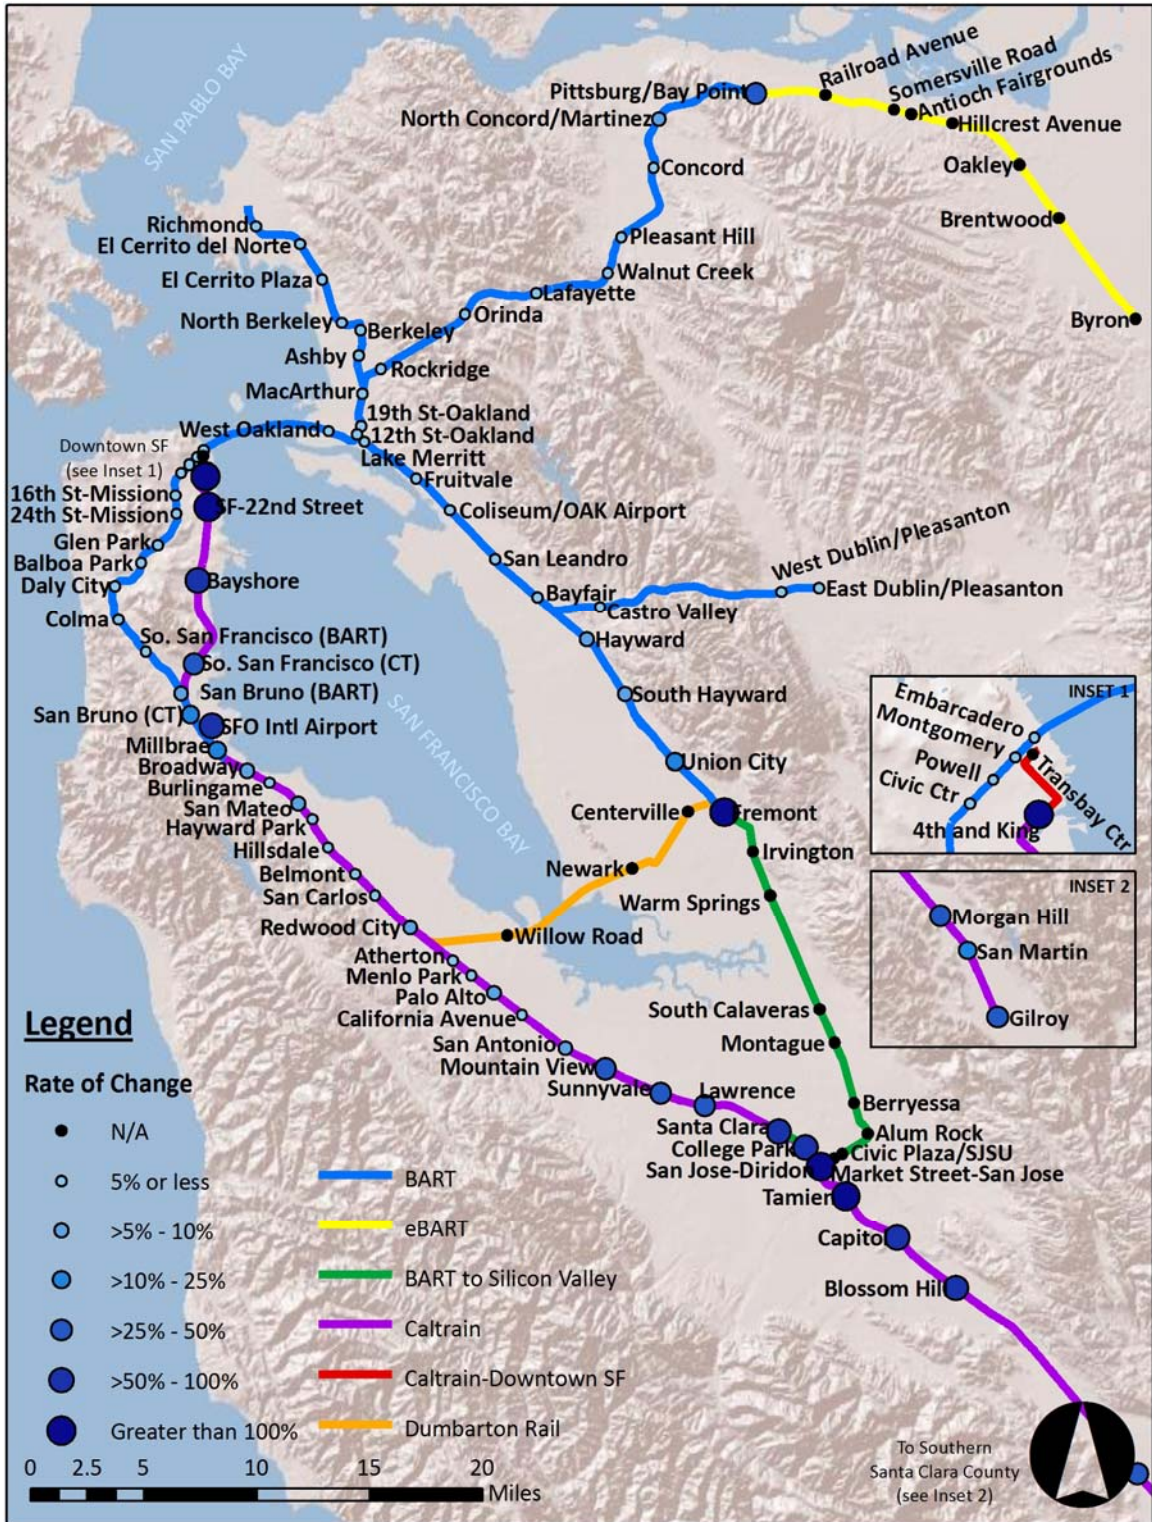 SAN PABLO BAY
Railroad Avenue
Somersville Road
Antioch Fairgrounds
Pittsburg/Bay Point
North Concord/Martinez
Hillcrest Avenue
Concord
Oakley
Brentwood
Richmond
El Cerrito del Norte
Pleasant Hill
El Cerrito Plaza
Walnut Creek
Lafayette
Orinda
Byron
North Berkeley
Berkeley
Ashby
Rockridge
MacArthur
19th St-Oakland
West Oakland
12th St-Oakland
Downtown SF
(see Inset 1)
Lake Merritt
Fruitvale
16th St-Mission
SF-22nd Street
24th St-Mission
Coliseum/OAK Airport
Glen Park
Balboa Park
San Leandro
West Dublin/Pleasanton
Daly City
Bayshore
Bayfair
East Dublin/Pleasanton
Castro Valley
Colma
So. San Francisco (BART)
Hayward
So. San Francisco (CT)
San Bruno (BART)
South Hayward
San Bruno (CT)
SFO Intl Airport
SAN FRANCISCO BAY
Millbrae
Broadway
Union City
Burlingame
San Mateo
Centerville
Fremont
Hayward Park
Hillsdale
Irvington
Belmont
Newark
San Carlos
Warm Springs
Redwood City
Willow Road
Atherton
Menlo Park
Palo Alto
California Avenue
South Calaveras
San Antonio
Montague
Mountain View
Sunnyvale
Lawrence
Berryessa
Santa Clara
Alum Rock
College Park
Civic Plaza/SJSU
San Jose-Diridon
Market Street-San Jose
Tamien
Capitol
Blossom Hill
INSET 1
Embarcadero
Montgomery
Powell
Civic Ctr
Transbay Ctr
4th and King
INSET 2
Morgan Hill
San Martin
Gilroy
Legend
Rate of Change
N/A
5% or less
>5% - 10%
>10% - 25%
>25% - 50%
>50% - 100%
Greater than 100%
BART
eBART
BART to Silicon Valley
Caltrain
Caltrain-Downtown SF
Dumbarton Rail
0 2.5 5 10 15 20
Miles
To Southern
Santa Clara County
(see Inset 2)